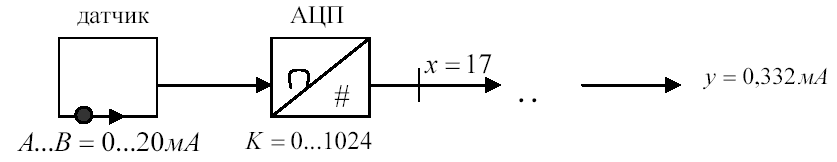 датчик
АЦП
#
x = 17
. .
y = 0,332 мА
A...B = 0...20 мА
K = 0...1024